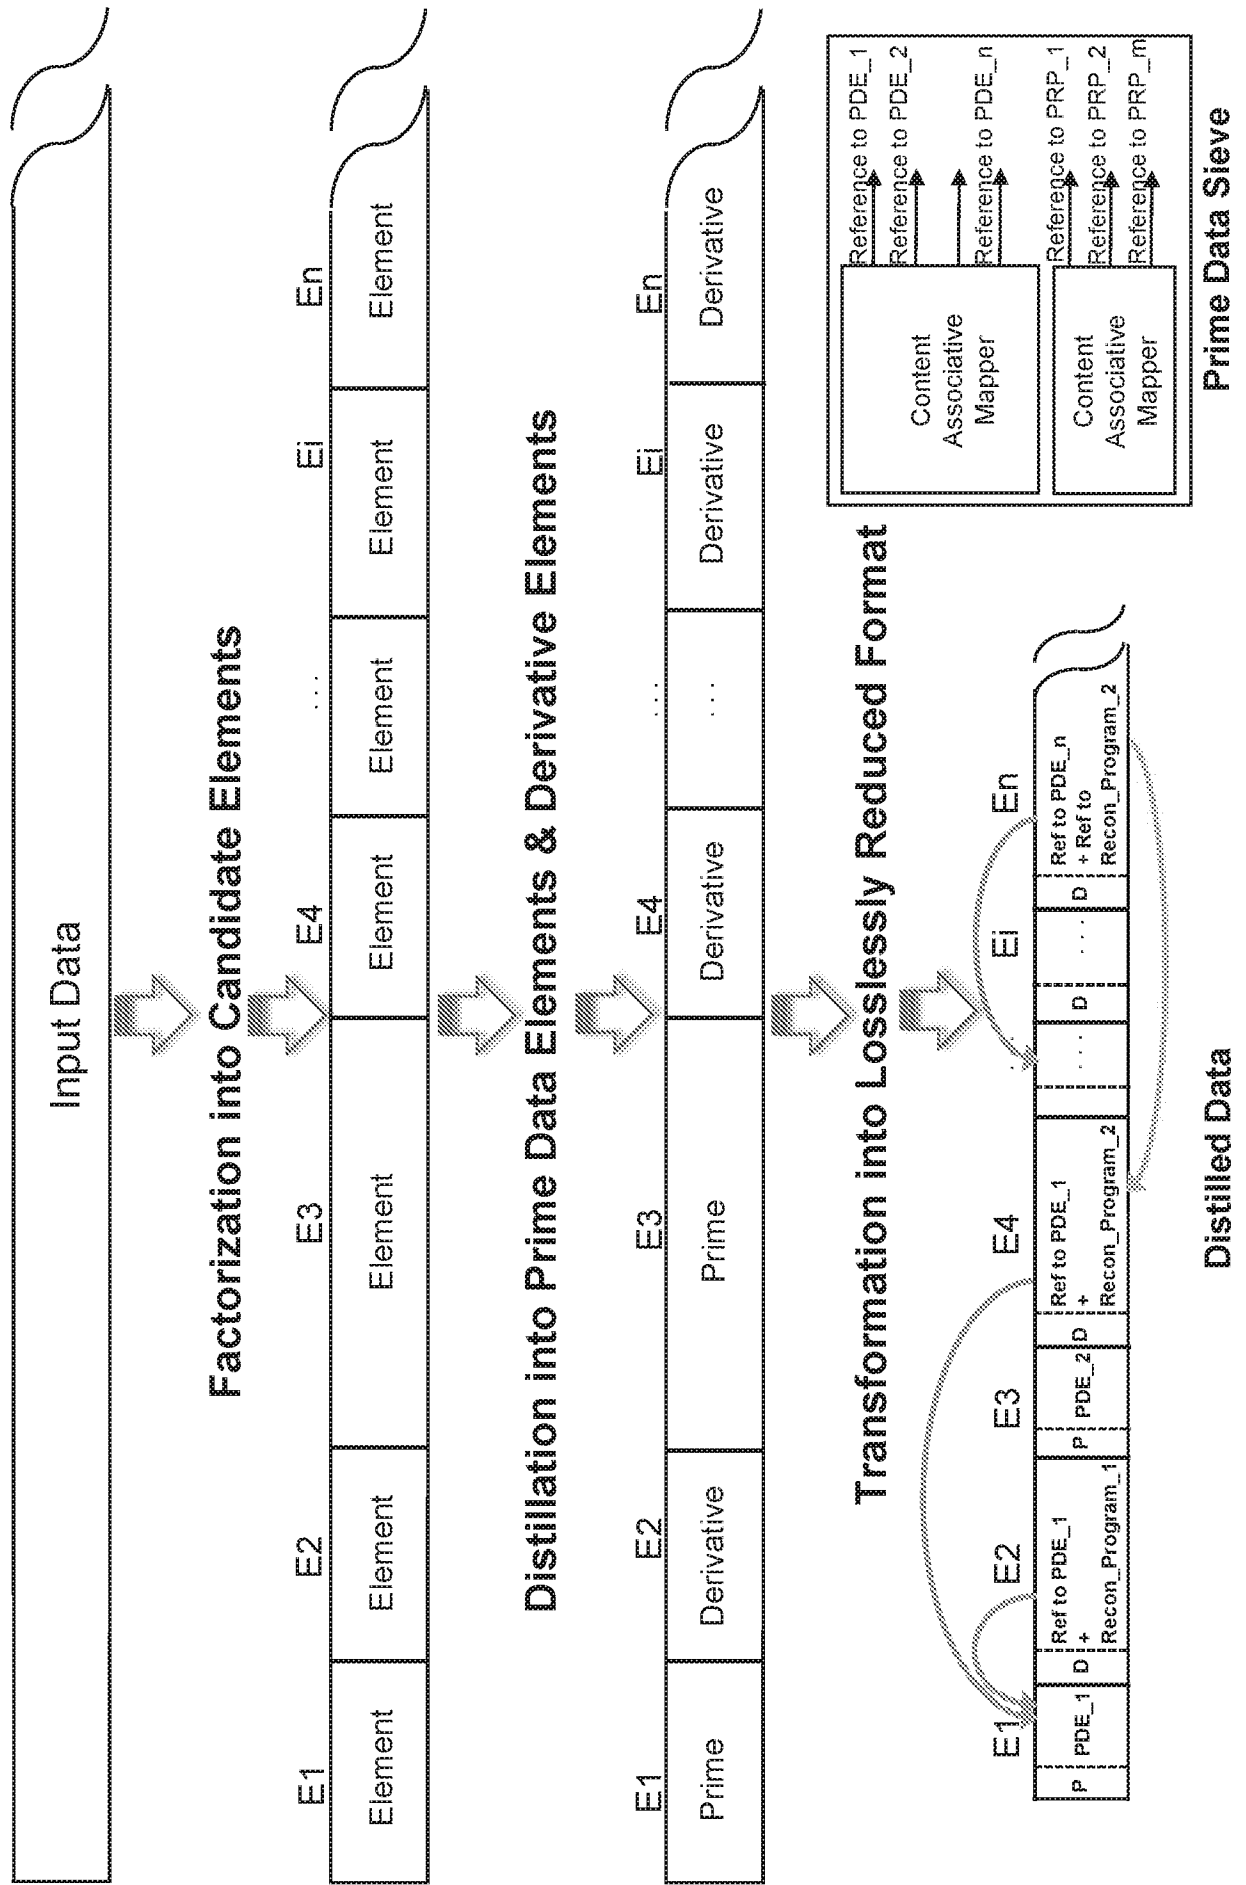 Input Data
Factorization into Candidate Elements
E1 E2 E3 E4 ... Ei En
Element Element Element Element Element Element Element
Distillation into Prime Data Elements & Derivative Elements
E1 E2 E3 E4 ... Ei En
Prime Derivative Prime Derivative ... Derivative Derivative
Transformation into Losslessly Reduced Format
E1 E2 E3 E4 Ei En
P PDE_1
D Ref to PDE_1
+
Recon_Program_1
P PDE_2
D Ref to PDE_1
+
Recon_Program_2
...
D ...
D Ref to PDE_n
+ Ref to
Recon_Program_2
Distilled Data
Content
Associative
Mapper
Reference to PDE_1
Reference to PDE_2
Reference to PDE_n
Content
Associative
Mapper
Reference to PRP_1
Reference to PRP_2
Reference to PRP_m
Prime Data Sieve